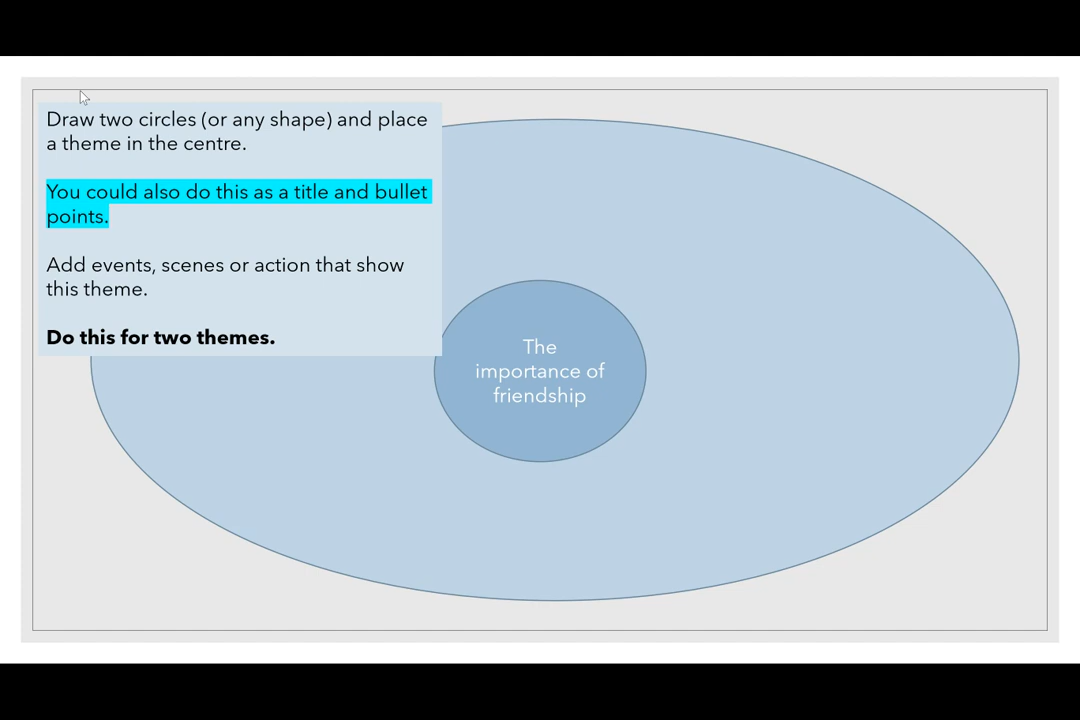 Draw two circles (or any shape) and place
a theme in the centre.
You could also do this as a title and bullet
points.
Add events, scenes or action that show
this theme.
Do this for two themes.
The
importance of
friendship